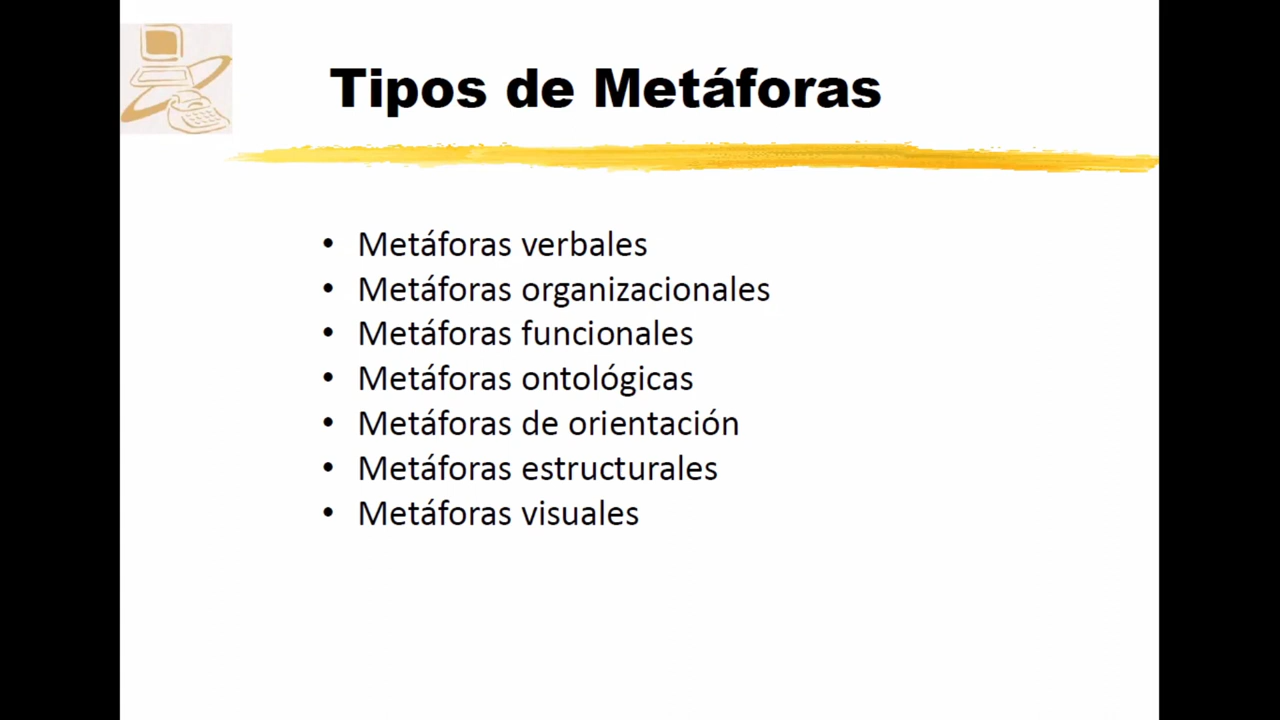 Tipos de Metáforas
• Metáforas verbales
• Metáforas organizacionales
• Metáforas funcionales
• Metáforas ontológicas
• Metáforas de orientación
• Metáforas estructurales
• Metáforas visuales